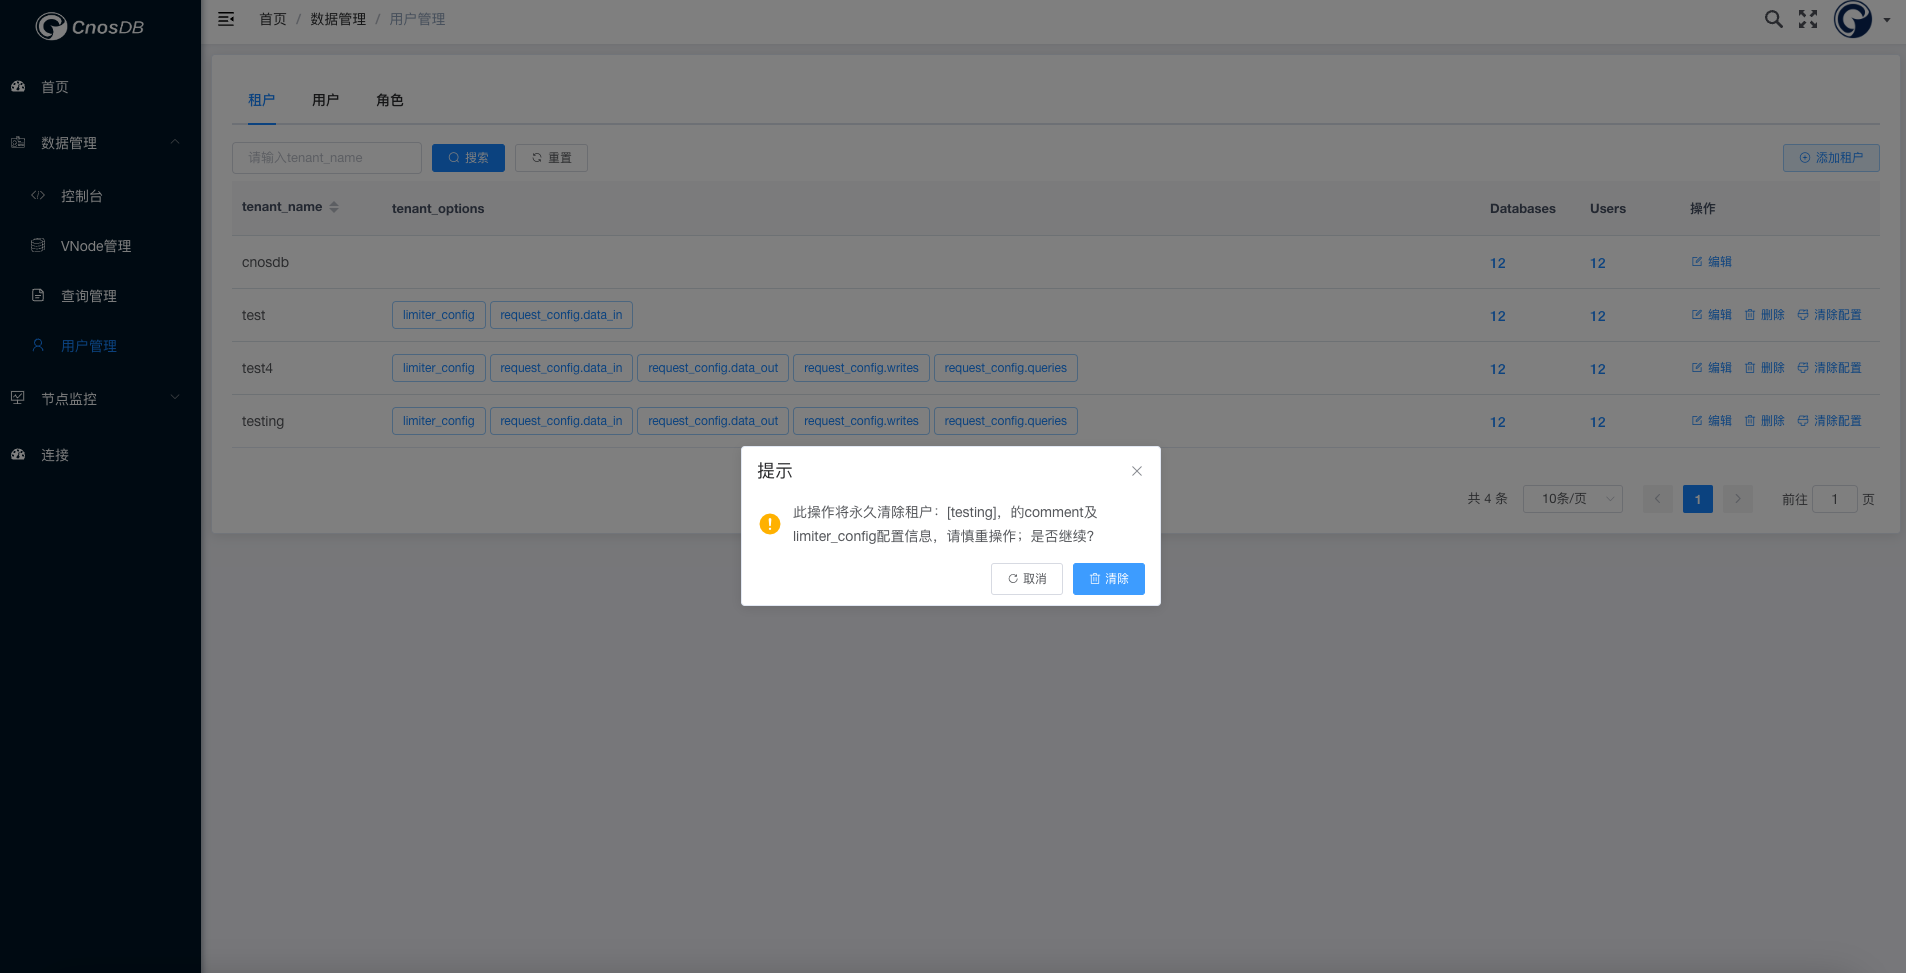 CnosDB
首页 / 数据管理 / 用户管理
首页
数据管理
控制台
VNode管理
查询管理
用户管理
节点监控
连接
租户 用户 角色
请输入tenant_name 搜索 重置 添加租户
tenant_name tenant_options Databases Users 操作
cnosdb 12 12 编辑
test limiter_config request_config.data_in 12 12 编辑 删除 清除配置
test4 limiter_config request_config.data_in request_config.data_out request_config.writes request_config.queries 12 12 编辑 删除 清除配置
testing limiter_config request_config.data_in request_config.data_out request_config.writes request_config.queries 12 12 编辑 删除 清除配置
共 4 条 10条/页 1 前往 1 页
提示
此操作将永久清除租户：[testing]，的comment及
limiter_config配置信息，请慎重操作；是否继续?
取消 清除